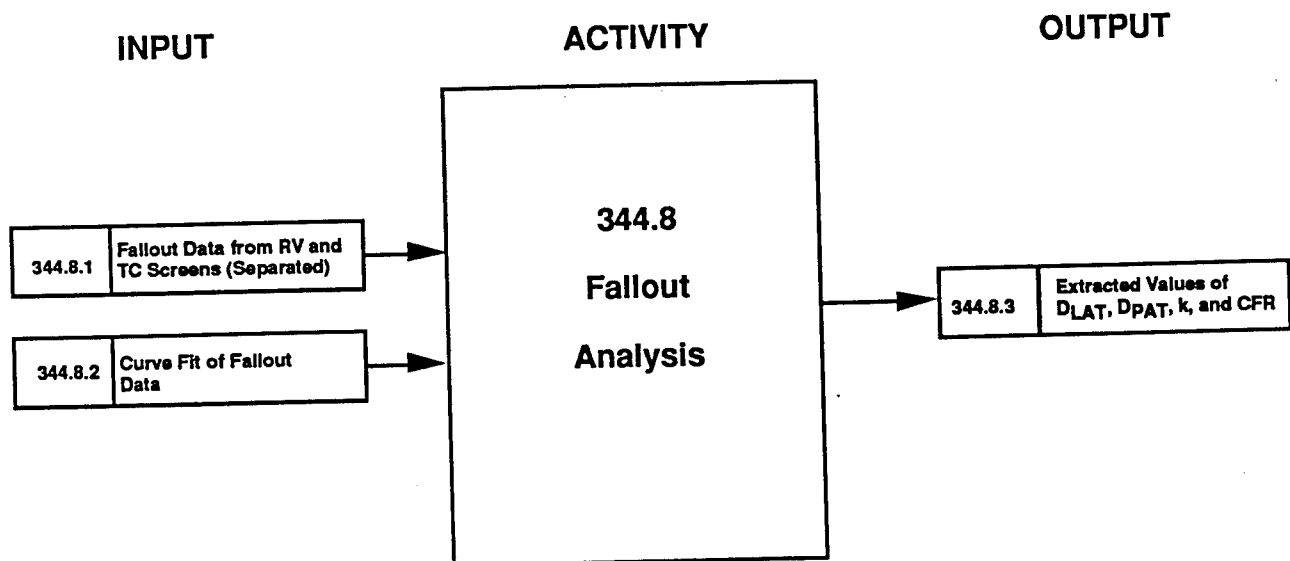 INPUT
ACTIVITY
OUTPUT
344.8.1
Fallout Data from RV and
TC Screens (Separated)
344.8.2
Curve Fit of Fallout
Data
344.8
Fallout
Analysis
344.8.3
Extracted Values of
DLAT, DPAT, k, and CFR